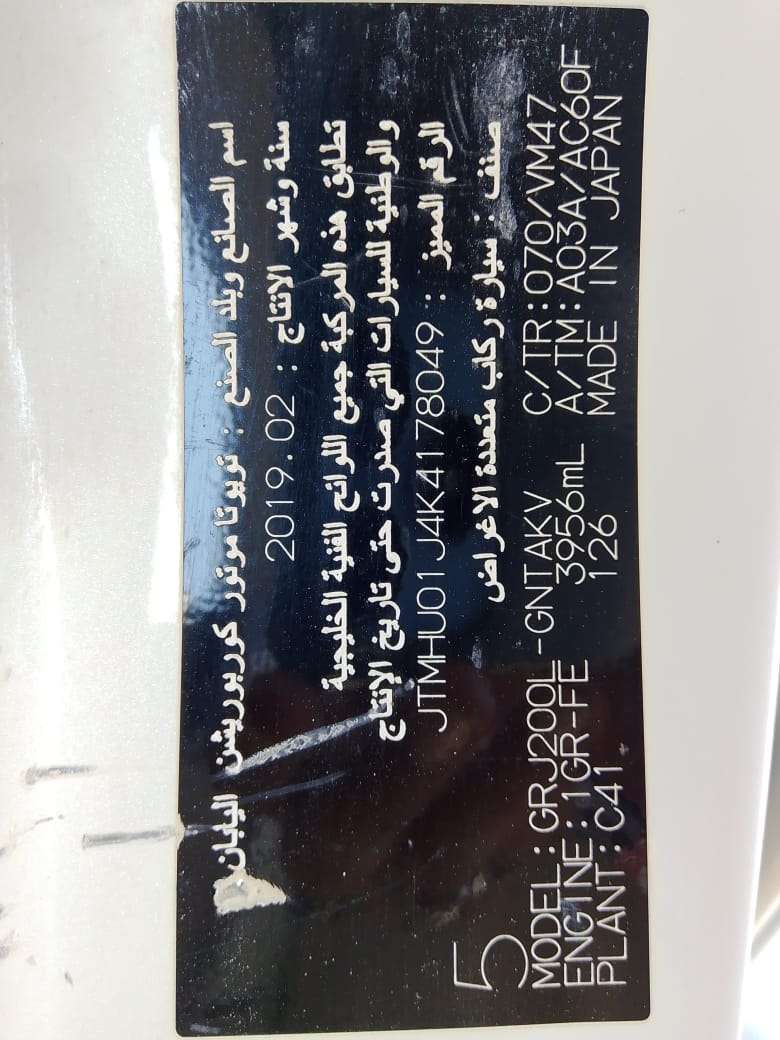 اسم الصانع وبلد الصنع : تويوتا موتور كوربوريشن اليابان
سنة وشهر الانتاج : 2019.02
تطابق هذه المركبة جميع اللوائح الفنية الخليجية
والوطنية للسيارات التي صدرت حتى تاريخ الإنتاج
الرقم المميز : JTMHU01J4K4178049
صنف : سيارة ركاب متعددة الاغراض
5
MODEL:GRJ200L-GNTAKV C/TR:070/VM47
ENGINE:1GR-FE 3956mL A/TM:A03A/AC60F
PLANT:C41 126 MADE IN JAPAN